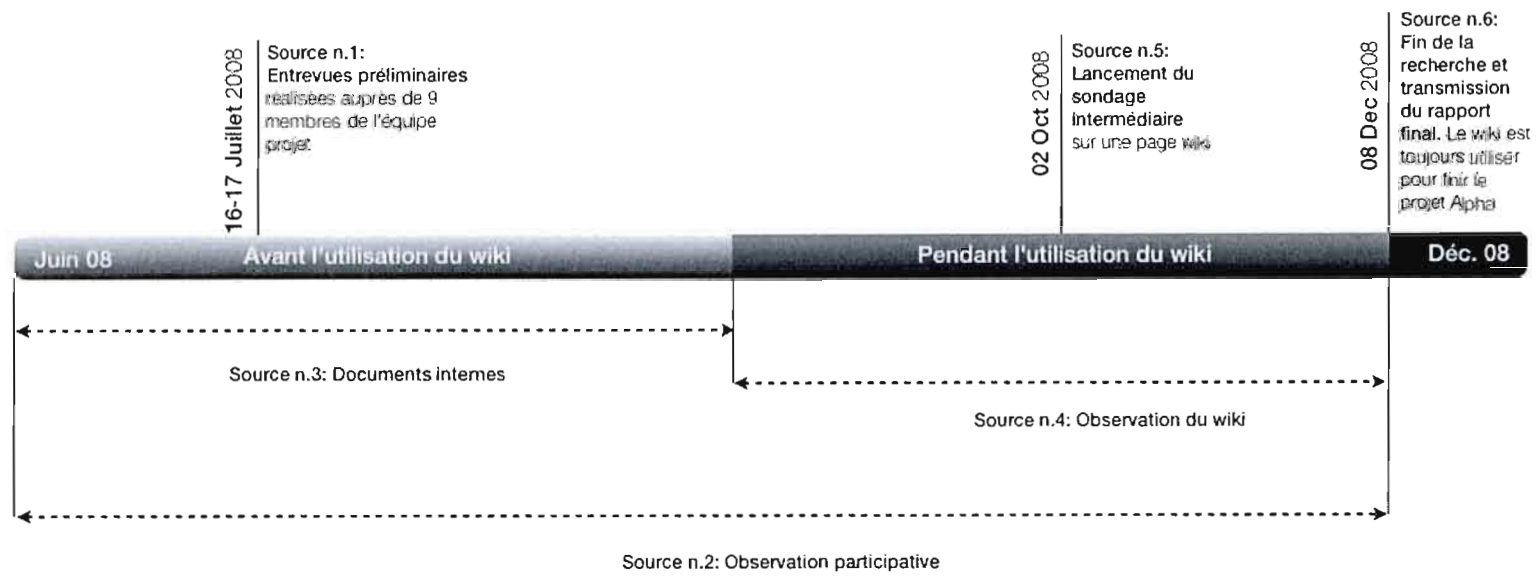 16-17 Juillet 2008
Source n.1:
Entrevues préliminaires
réalisées auprès de 9
membres de l'équipe
projet
02 Oct 2008
Source n.5:
Lancement du
sondage
intermédiaire
sur une page wiki
08 Dec 2008
Source n.6:
Fin de la
recherche et
transmission
du rapport
final. Le wiki est
toujours utiliser
pour finir le
projet Alpha
Juin 08
Avant l'utilisation du wiki
Pendant l'utilisation du wiki
Déc. 08
Source n.3: Documents internes
Source n.4: Observation du wiki
Source n.2: Observation participative